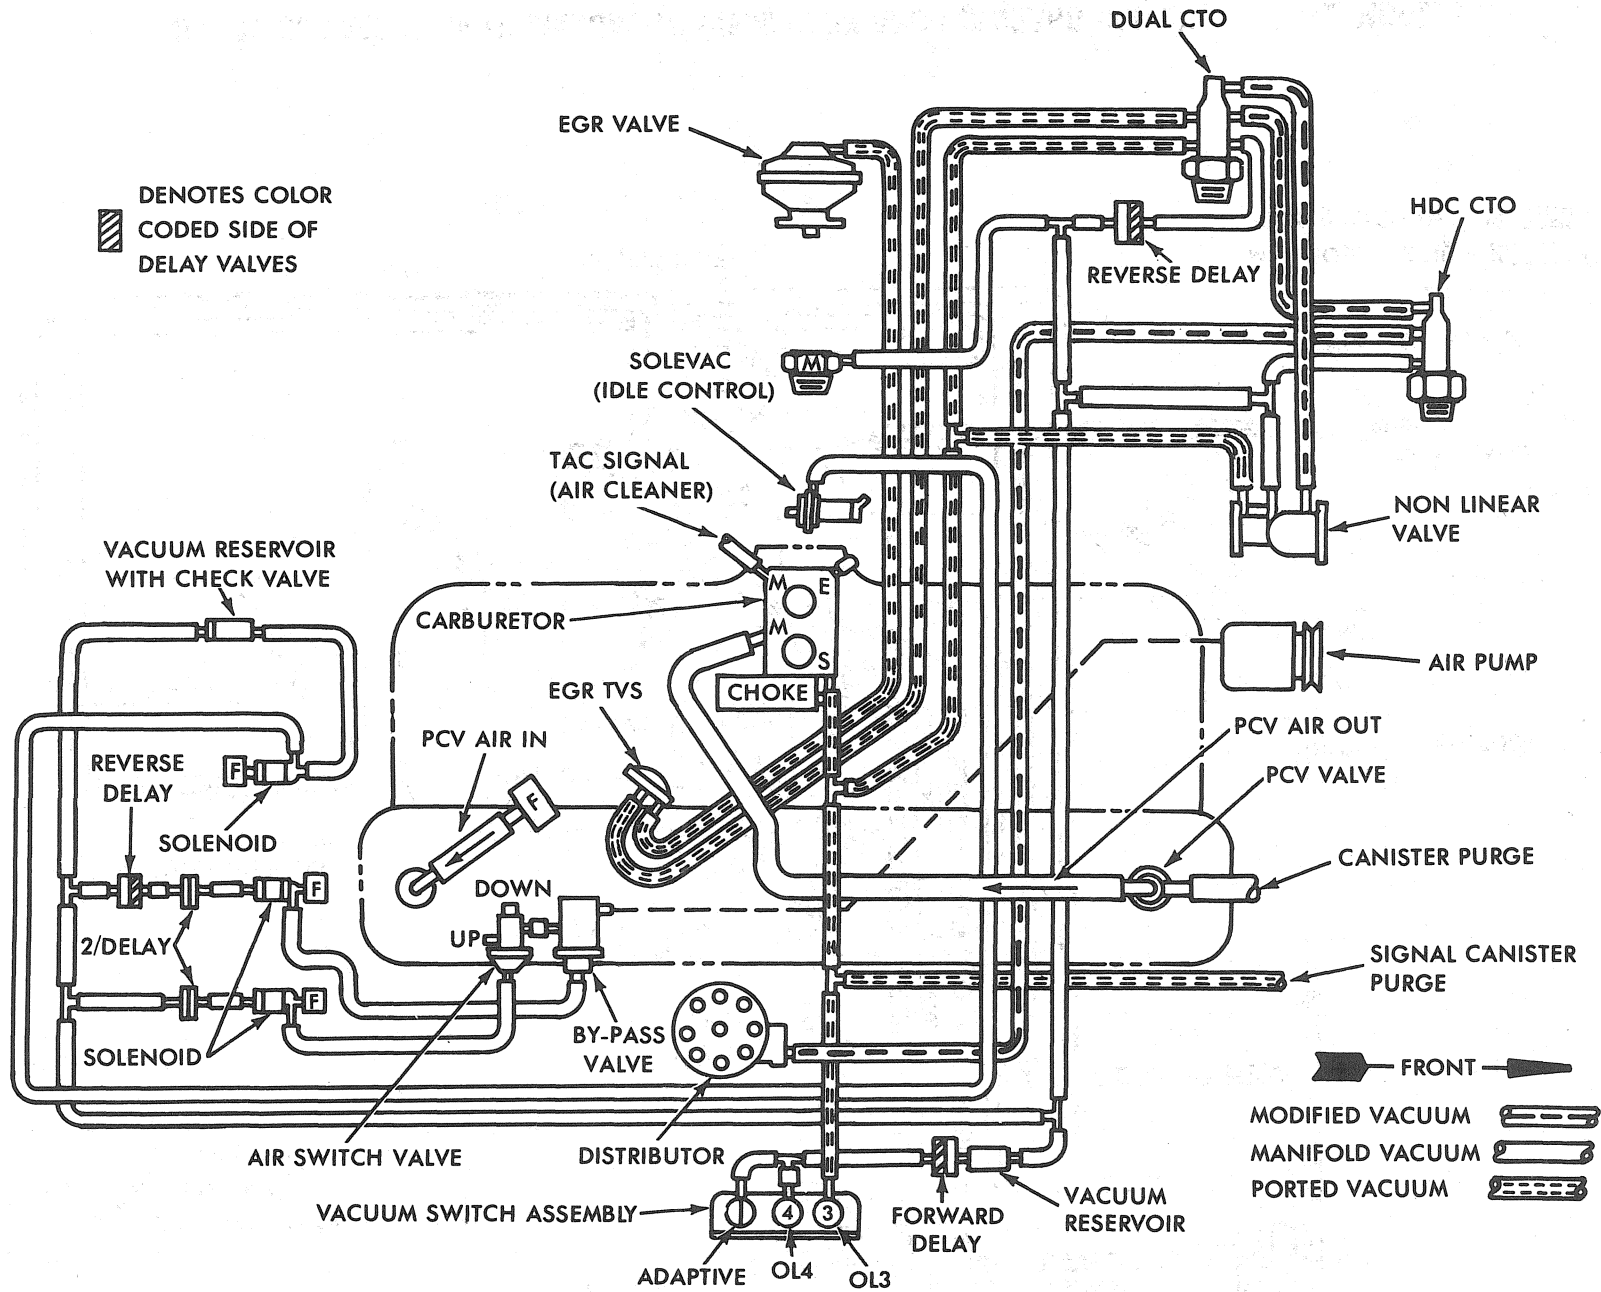 DUAL CTO
EGR VALVE
DENOTES COLOR
CODED SIDE OF
DELAY VALVES
HDC CTO
REVERSE DELAY
SOLEVAC
(IDLE CONTROL)
M
TAC SIGNAL
(AIR CLEANER)
NON LINEAR
VALVE
VACUUM RESERVOIR
WITH CHECK VALVE
M
E
CARBURETOR
M
S
AIR PUMP
EGR TVS
CHOKE
PCV AIR IN
PCV AIR OUT
F
REVERSE
DELAY
PCV VALVE
F
SOLENOID
CANISTER PURGE
DOWN
F
UP
2/DELAY
SIGNAL CANISTER
PURGE
F
SOLENOID
BY-PASS
VALVE
FRONT
MODIFIED VACUUM
AIR SWITCH VALVE
DISTRIBUTOR
MANIFOLD VACUUM
PORTED VACUUM
VACUUM SWITCH ASSEMBLY
4
3
FORWARD
DELAY
VACUUM
RESERVOIR
ADAPTIVE
OL4
OL3